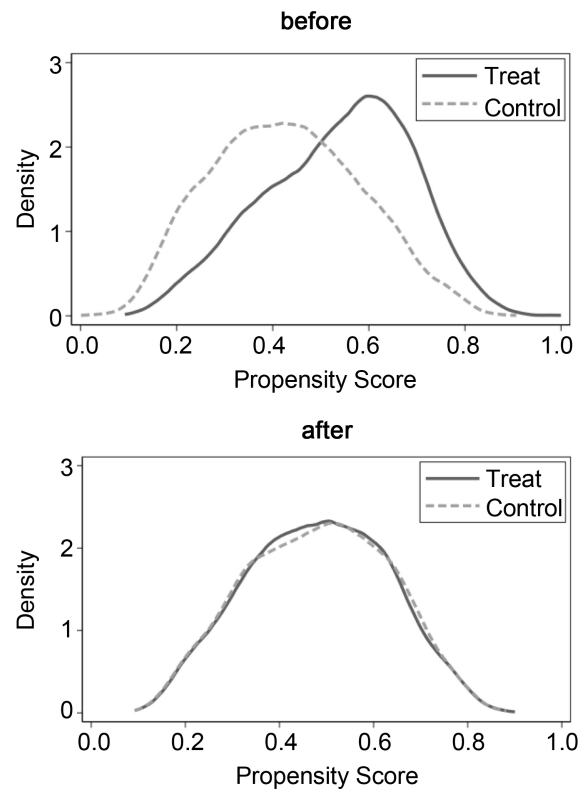 before
3
2
1
0
Density
Treat
Control
0.0 0.2 0.4 0.6 0.8 1.0
Propensity Score
after
3
2
1
0
Density
Treat
Control
0.0 0.2 0.4 0.6 0.8 1.0
Propensity Score